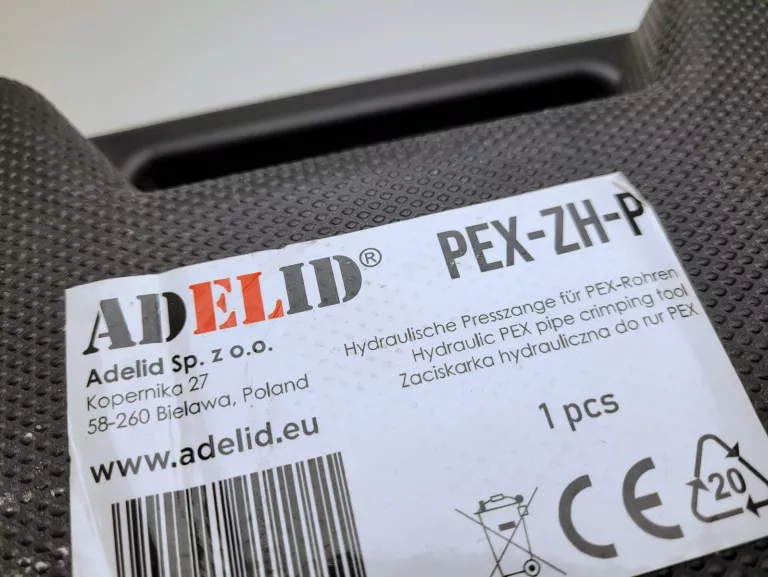 ADELID®
PEX-ZH-P
Adelid Sp. z o.o.
Kopernika 27
58-260 Bielawa, Poland
www.adelid.eu
Hydraulische Presszange für PEX-Rohren
Hydraulic PEX pipe crimping tool
Zaciskarka hydrauliczna do rur PEX
1 pcs
CE
20